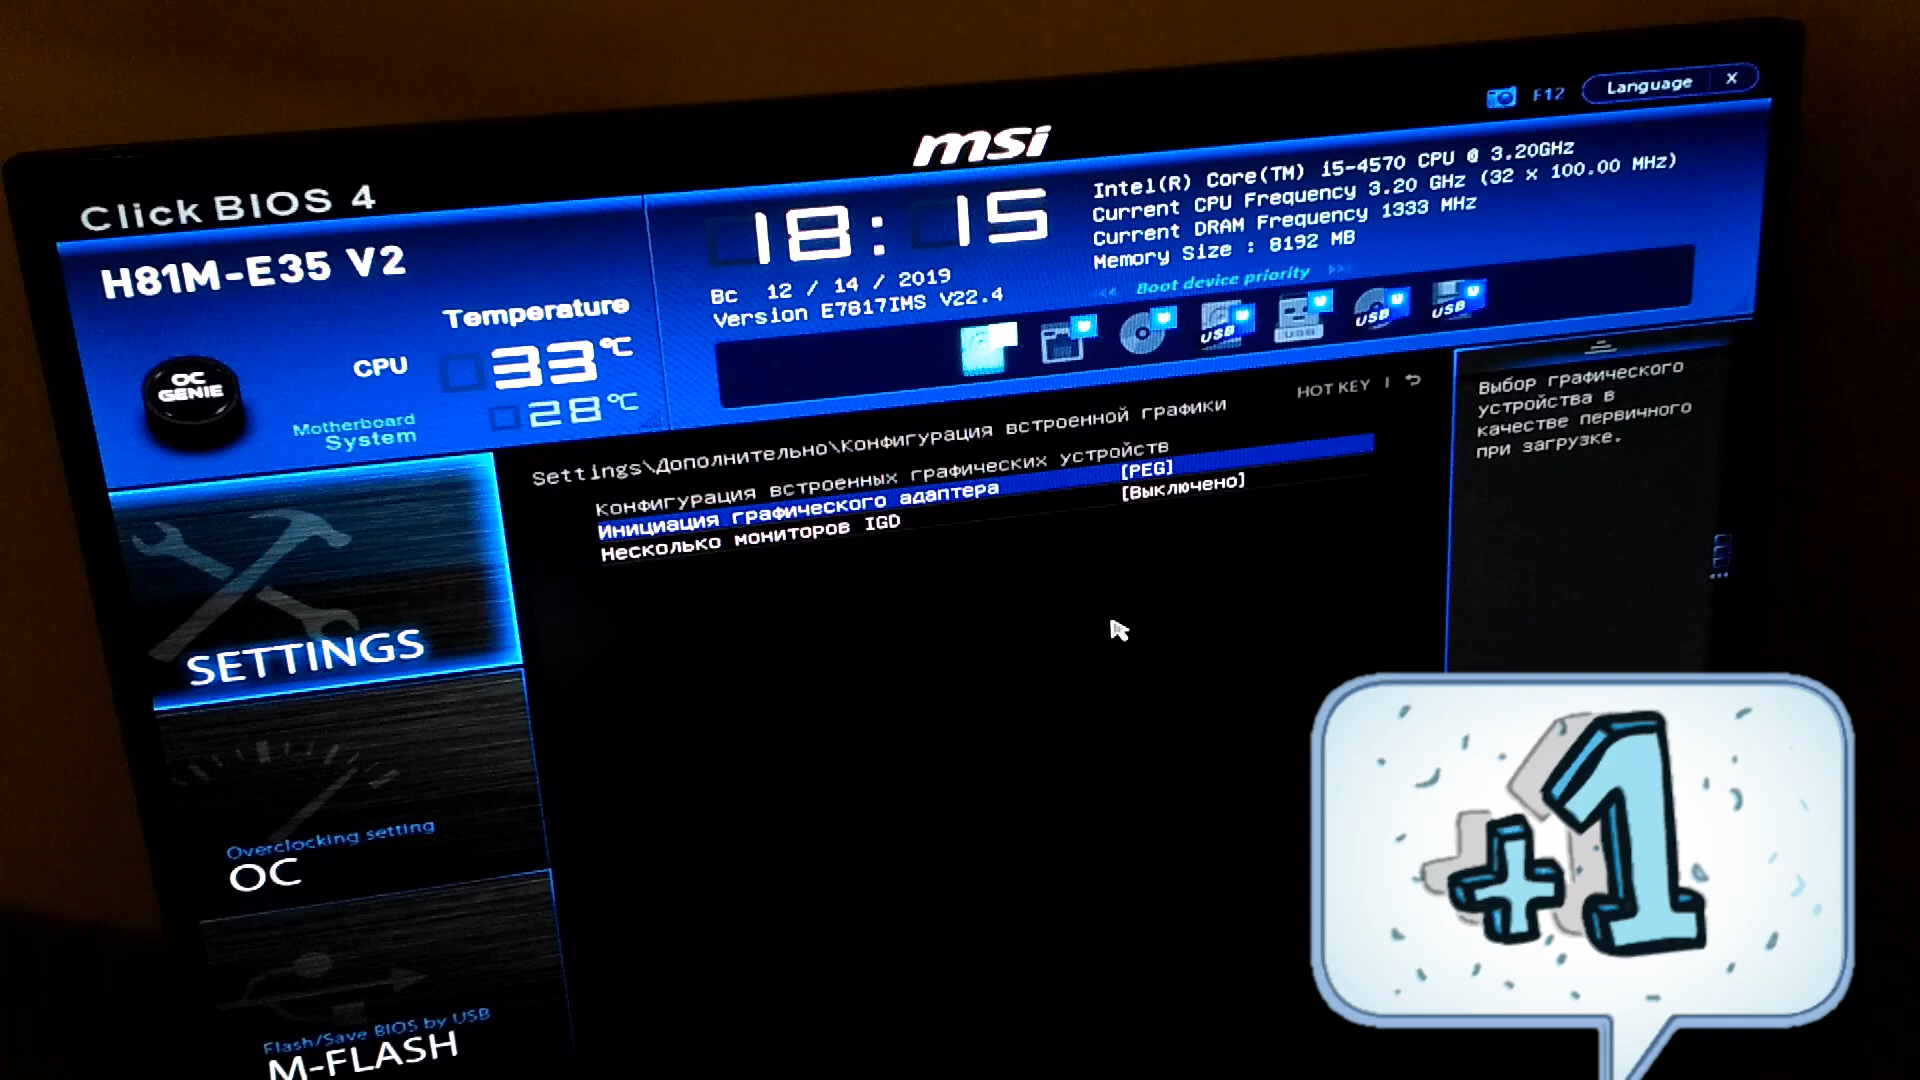 F12
Language X
msi
Click BIOS 4
H81M-E35 V2
Temperature
CPU 33°C
Motherboard
System 28°C
OC
GENIE
18:15
Вс 12 / 14 / 2019
Version E7817IMS V22.4
Intel(R) Core(TM) i5-4570 CPU @ 3.20GHz
Current CPU Frequency 3.20 GHz (32 x 100.00 MHz)
Current DRAM Frequency 1333 MHz
Memory Size : 8192 MB
Boot device priority
USB
USB
USB
HOT KEY
Settings\Дополнительно\Конфигурация встроенной графики
Конфигурация встроенных графических устройств
Инициация графического адаптера [PEG]
Несколько мониторов IGD [Выключено]
Выбор графического
устройства в
качестве первичного
при загрузке.
SETTINGS
Overclocking setting
OC
Flash/Save BIOS by USB
M-FLASH
+1